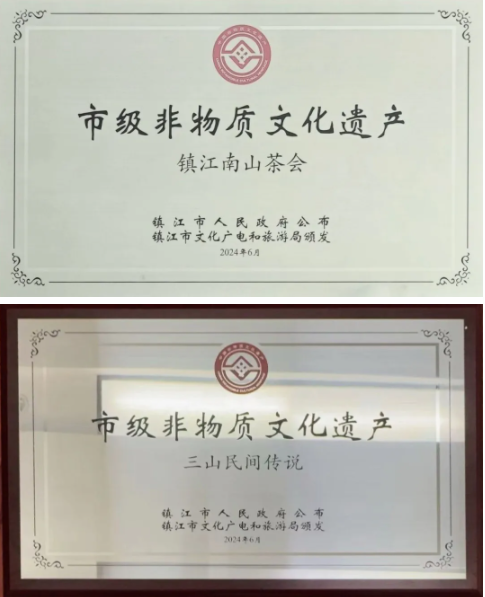 市级非物质文化遗产
镇江南山茶会
镇江市人民政府公布
镇江市文化广电和旅游局颁发
2024年6月
市级非物质文化遗产
三山民间传说
镇江市人民政府公布
镇江市文化广电和旅游局颁发
2024年6月